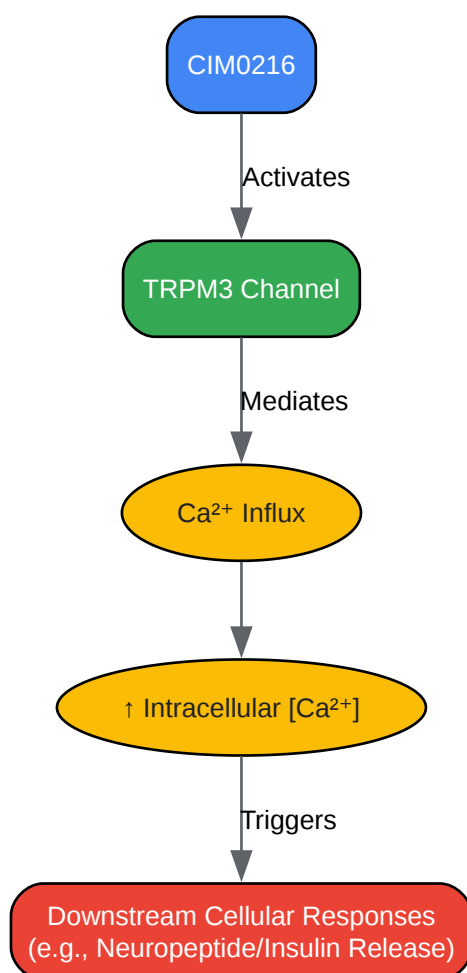 CIM0216
Activates
TRPM3 Channel
Mediates
Ca²⁺ Influx
↑ Intracellular [Ca²⁺]
Triggers
Downstream Cellular Responses
(e.g., Neuropeptide/Insulin Release)